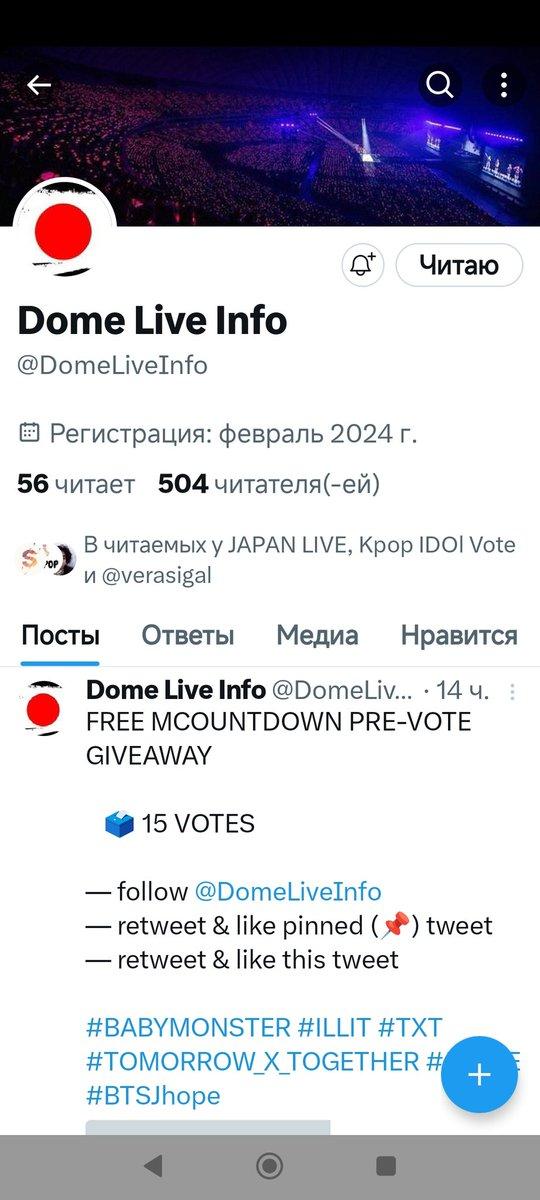 Читаю
Dome Live Info
@DomeLiveInfo
Регистрация: февраль 2024 г.
56 читает 504 читателя(-ей)
В читаемых у JAPAN LIVE, Kpop IDOl Vote
и @verasigal
Посты Ответы Медиа Нравится
Dome Live Info @DomeLiv... · 14 ч.
FREE MCOUNTDOWN PRE-VOTE
GIVEAWAY
15 VOTES
— follow @DomeLiveInfo
— retweet & like pinned (📌) tweet
— retweet & like this tweet
#BABYMONSTER #ILLIT #TXT
#TOMORROW_X_TOGETHER
#BTSJhope